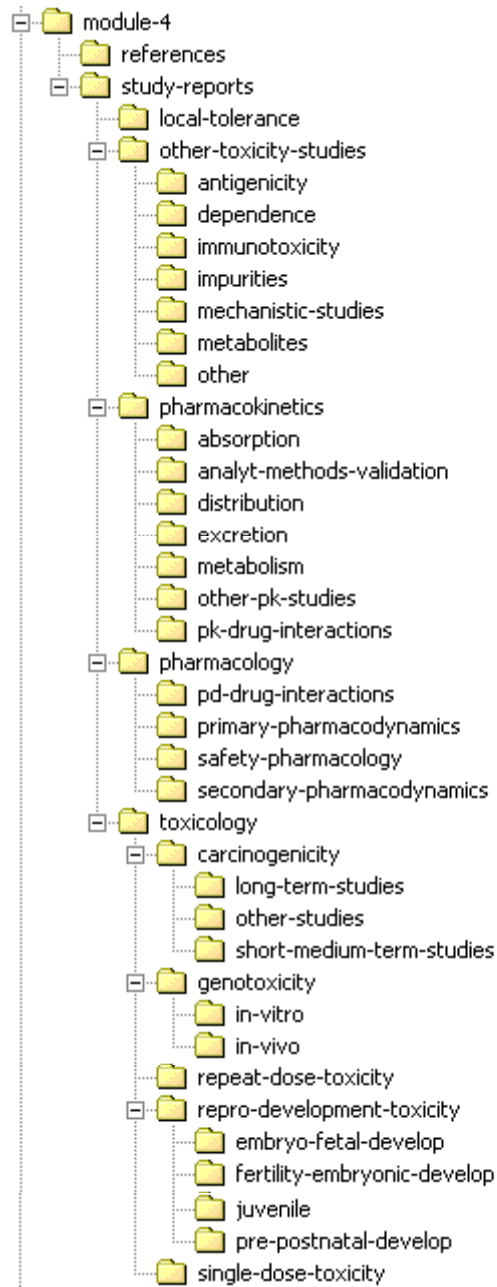 module-4
references
study-reports
local-tolerance
other-toxicity-studies
antigenicity
dependence
immunotoxicity
impurities
mechanistic-studies
metabolites
other
pharmacokinetics
absorption
analyt-methods-validation
distribution
excretion
metabolism
other-pk-studies
pk-drug-interactions
pharmacology
pd-drug-interactions
primary-pharmacodynamics
safety-pharmacology
secondary-pharmacodynamics
toxicology
carcinogenicity
long-term-studies
other-studies
short-medium-term-studies
genotoxicity
in-vitro
in-vivo
repeat-dose-toxicity
repro-development-toxicity
embryo-fetal-develop
fertility-embryonic-develop
juvenile
pre-postnatal-develop
single-dose-toxicity